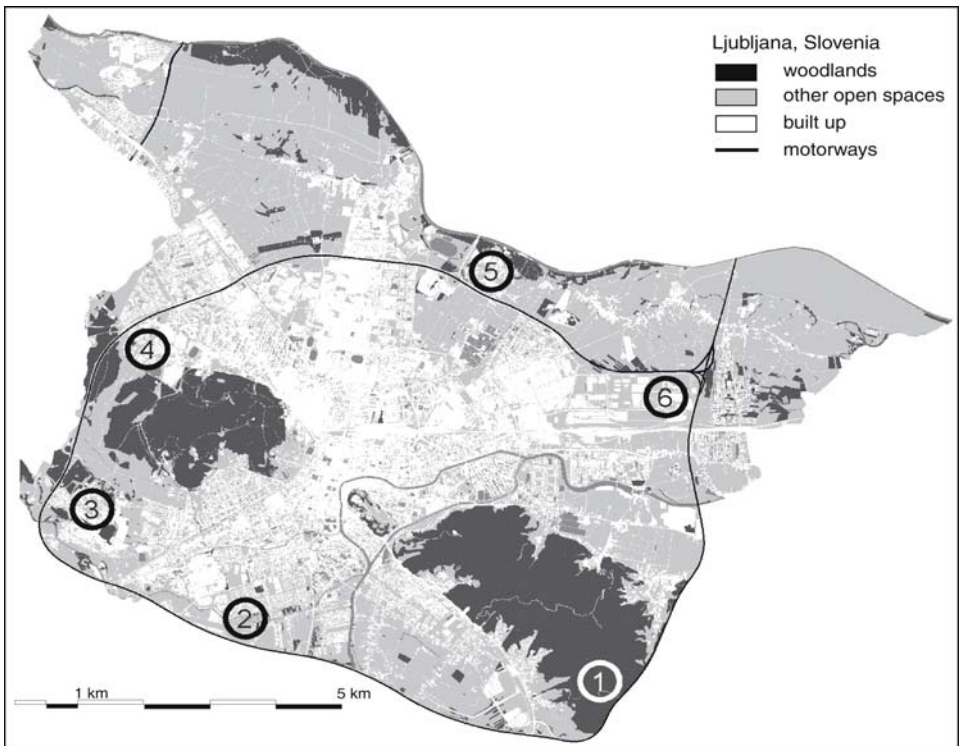 Ljubljana, Slovenia
woodlands
other open spaces
built up
motorways
5
4
6
3
2
1
1 km 5 km